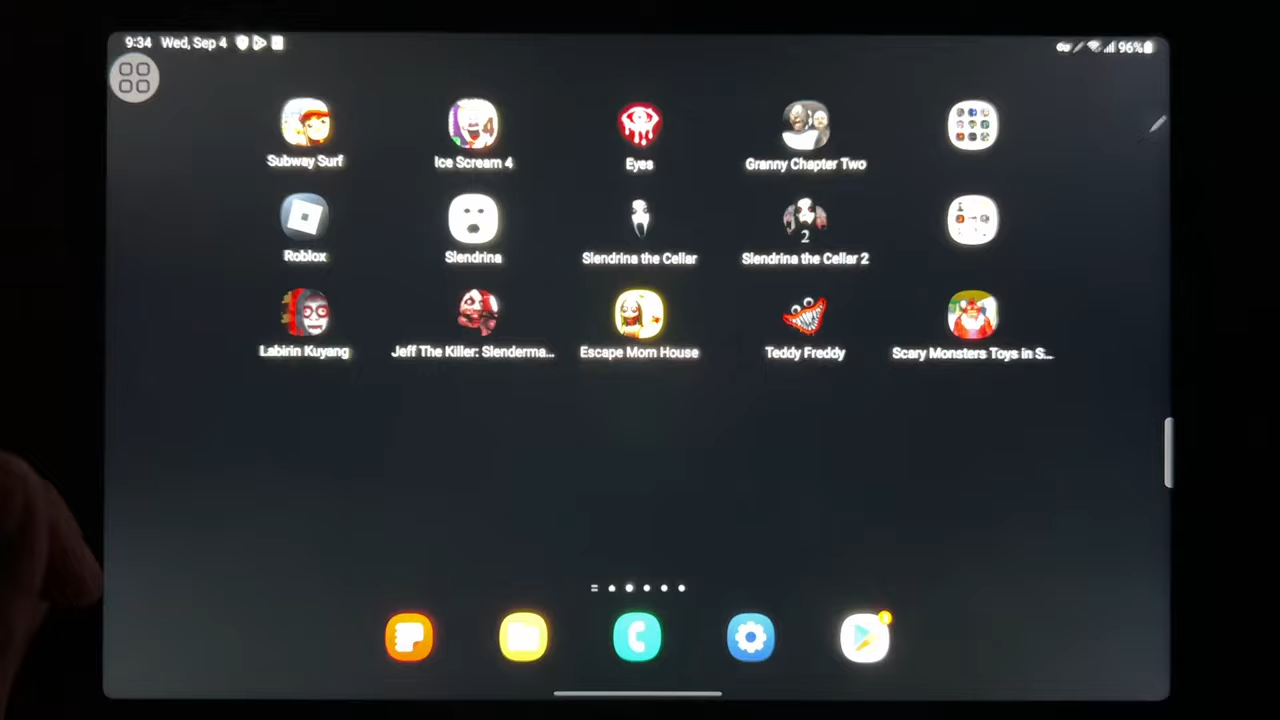 9:34 Wed, Sep 4
96%
Subway Surf
Ice Scream 4
Eyes
Granny Chapter Two
Roblox
Slendrina
Slendrina the Cellar
2
Slendrina the Cellar 2
Labirin Kuyang
Jeff The Killer: Slenderma...
Escape Mom House
Teddy Freddy
Scary Monsters Toys in S...